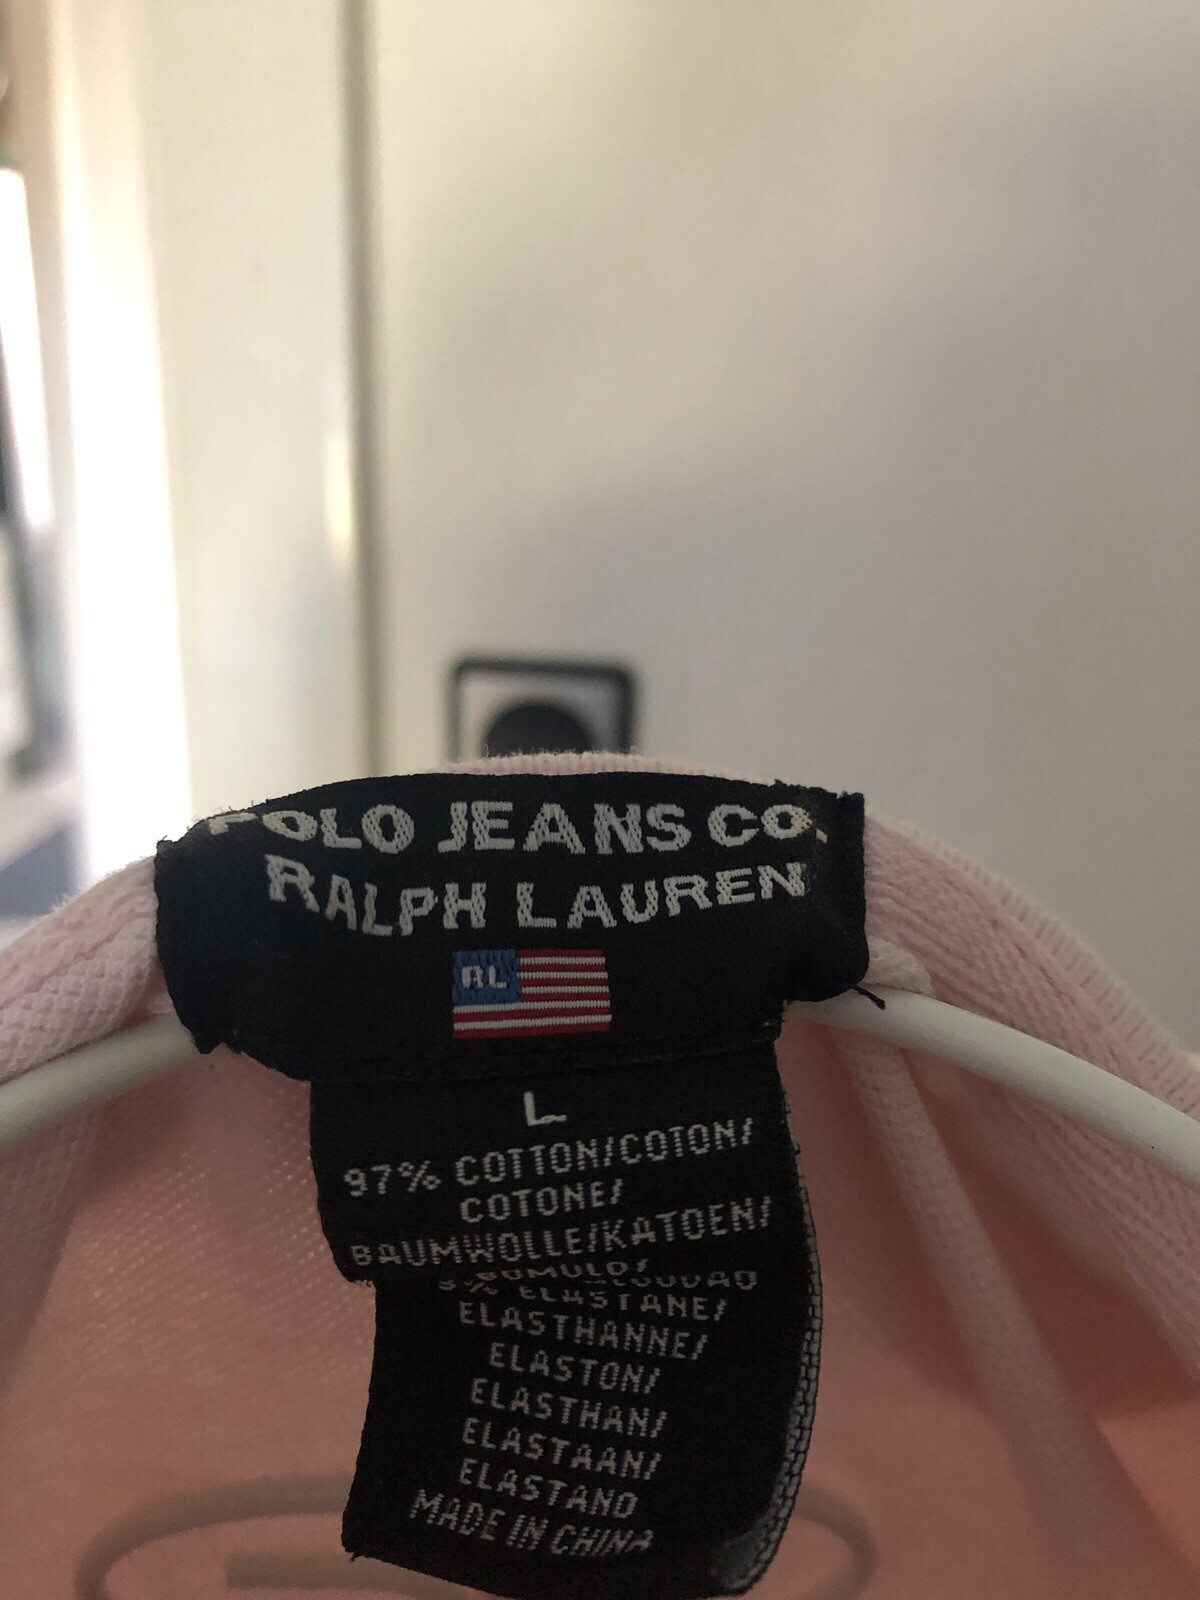 POLO JEANS CO.
RALPH LAUREN
RL
L
97% COTTON/COTON/
COTONE/
BAUMWOLLE/KATOEN/
3% ELASTANE/
ELASTHANNE/
ELASTON/
ELASTHAN/
ELASTAAN/
ELASTANO
MADE IN CHINA